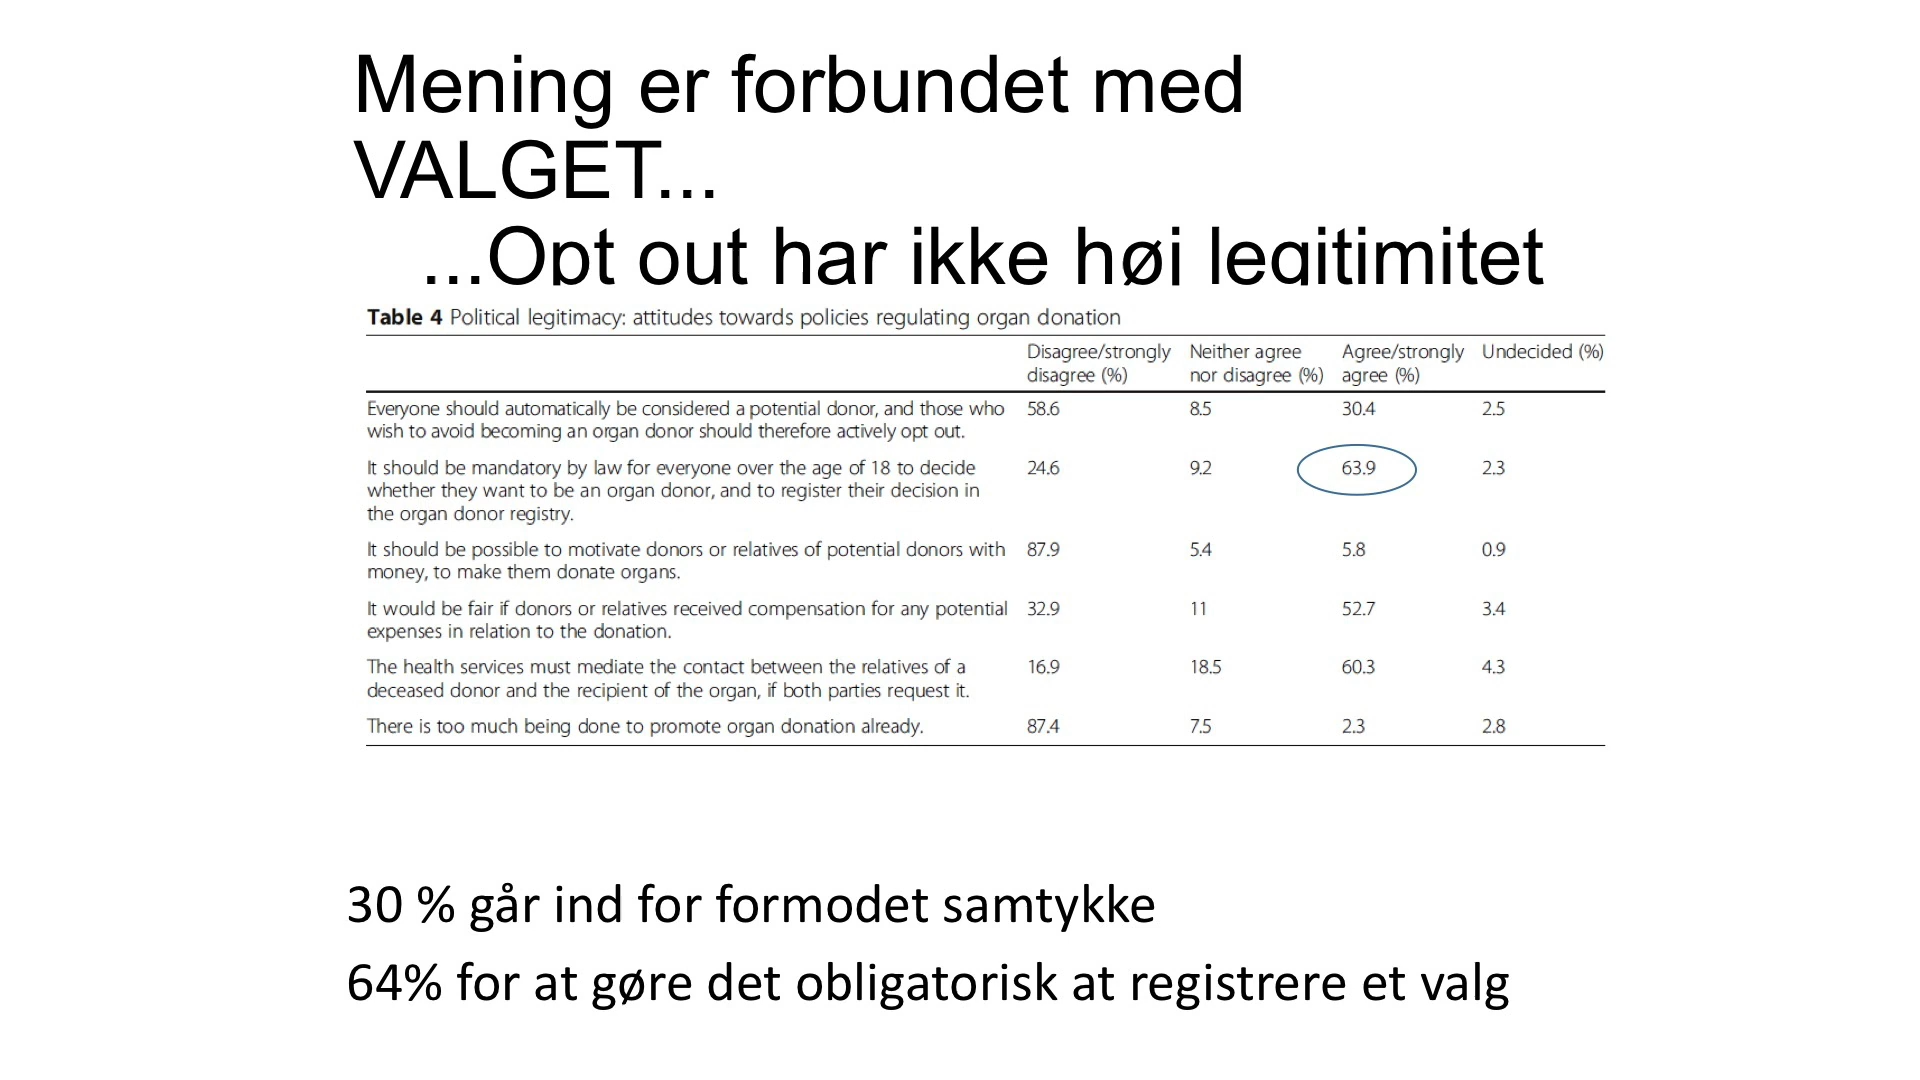 Mening er forbundet med
VALGET...
...Opt out har ikke høj legitimitet
Table 4 Political legitimacy: attitudes towards policies regulating organ donation
Disagree/strongly disagree (%) Neither agree nor disagree (%) Agree/strongly agree (%) Undecided (%)
Everyone should automatically be considered a potential donor, and those who 58.6 8.5 30.4 2.5
wish to avoid becoming an organ donor should therefore actively opt out.
It should be mandatory by law for everyone over the age of 18 to decide 24.6 9.2 63.9 2.3
whether they want to be an organ donor, and to register their decision in
the organ donor registry.
It should be possible to motivate donors or relatives of potential donors with 87.9 5.4 5.8 0.9
money, to make them donate organs.
It would be fair if donors or relatives received compensation for any potential 32.9 11 52.7 3.4
expenses in relation to the donation.
The health services must mediate the contact between the relatives of a 16.9 18.5 60.3 4.3
deceased donor and the recipient of the organ, if both parties request it.
There is too much being done to promote organ donation already. 87.4 7.5 2.3 2.8
30 % går ind for formodet samtykke
64% for at gøre det obligatorisk at registrere et valg